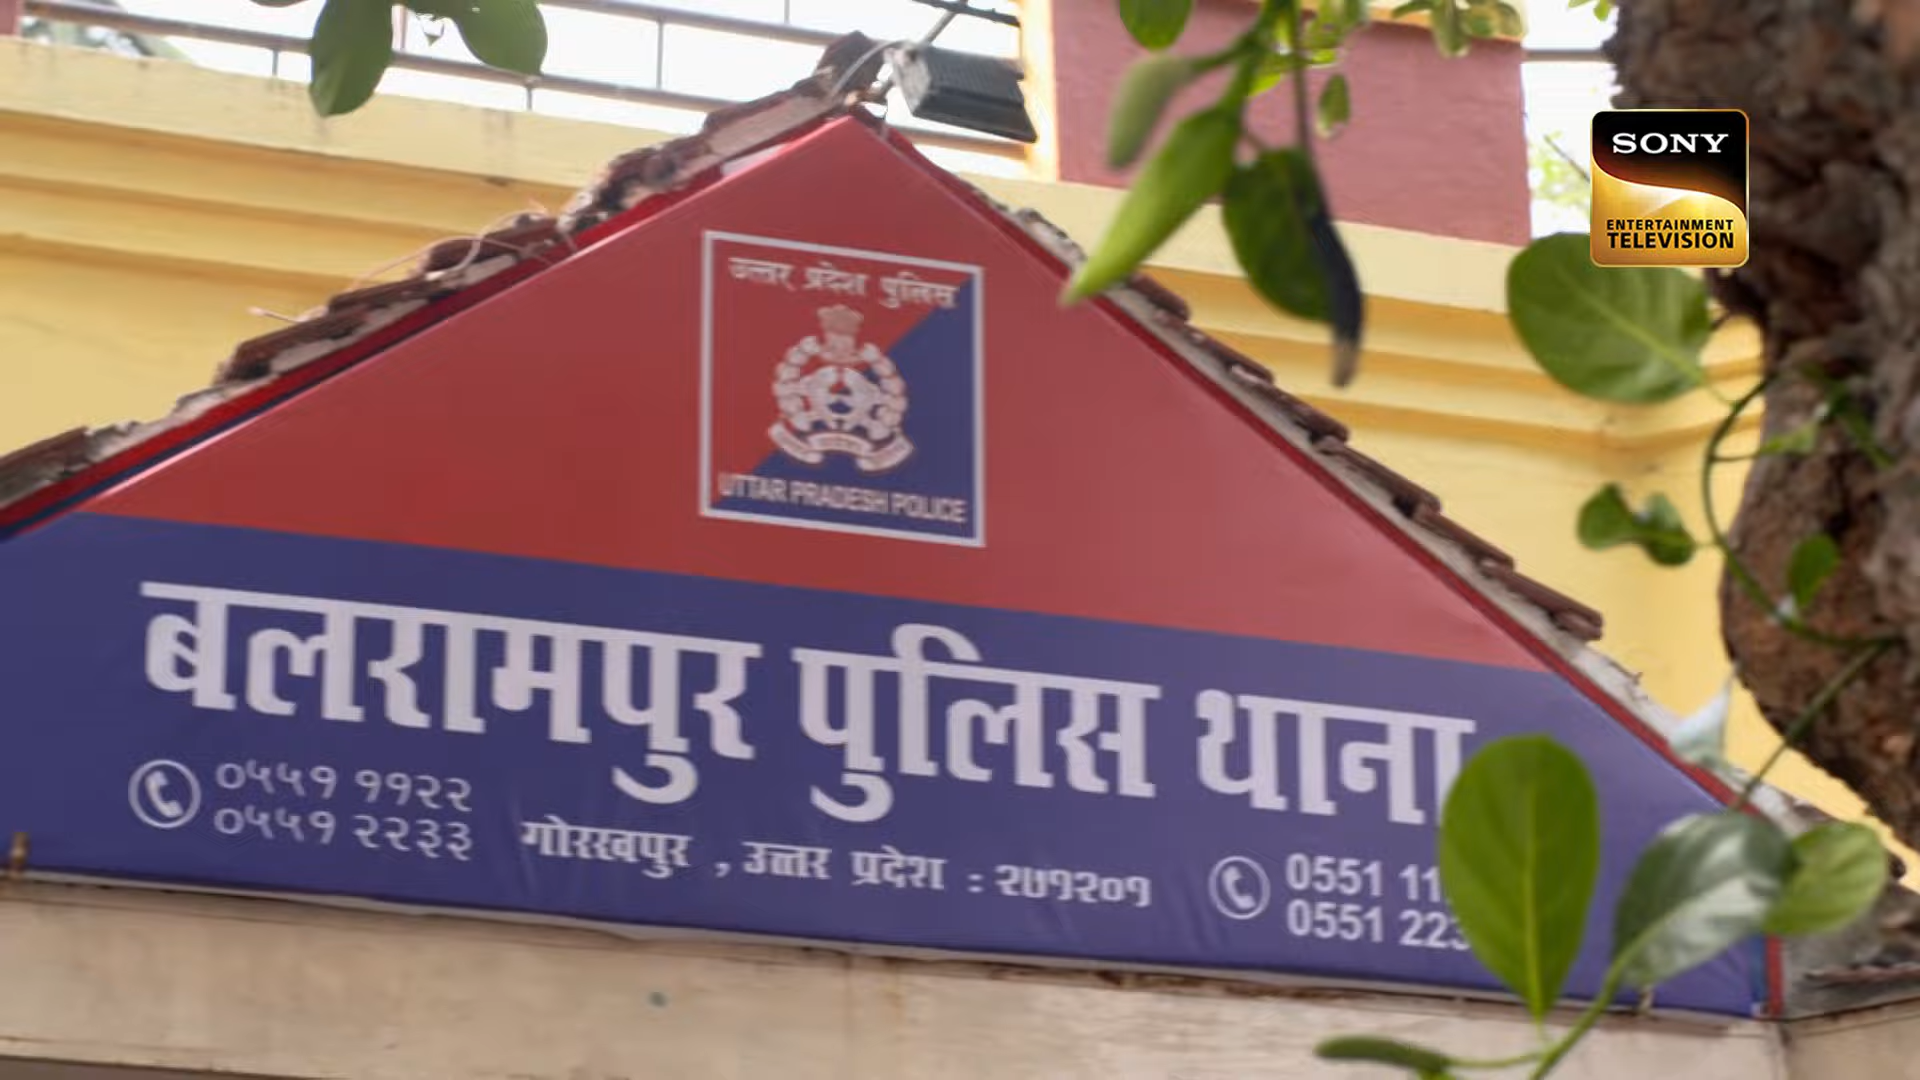 SONY
ENTERTAINMENT
TELEVISION
उत्तर प्रदेश पुलिस
UTTAR PRADESH POLICE
बलरामपुर पुलिस थाना
०५५१ ११२२
०५५१ २२३३
गोरखपुर , उत्तर प्रदेश : २७१२०१
0551 11
0551 223